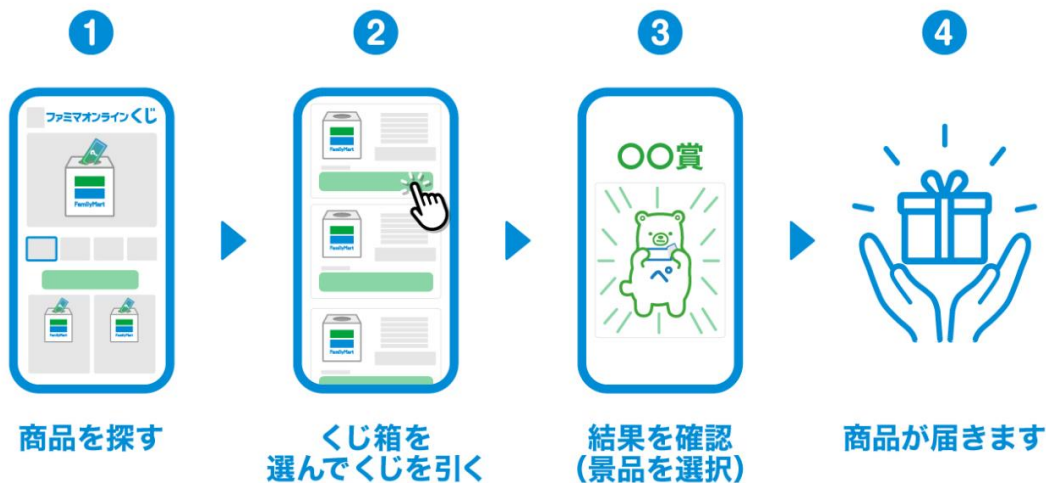 1
2
3
4
ファミマオンラインくじ
FamilyMart
FamilyMart
FamilyMart
FamilyMart
FamilyMart
FamilyMart
〇〇賞
ペ
商品を探す
くじ箱を
選んでくじを引く
結果を確認
(景品を選択)
商品が届きます